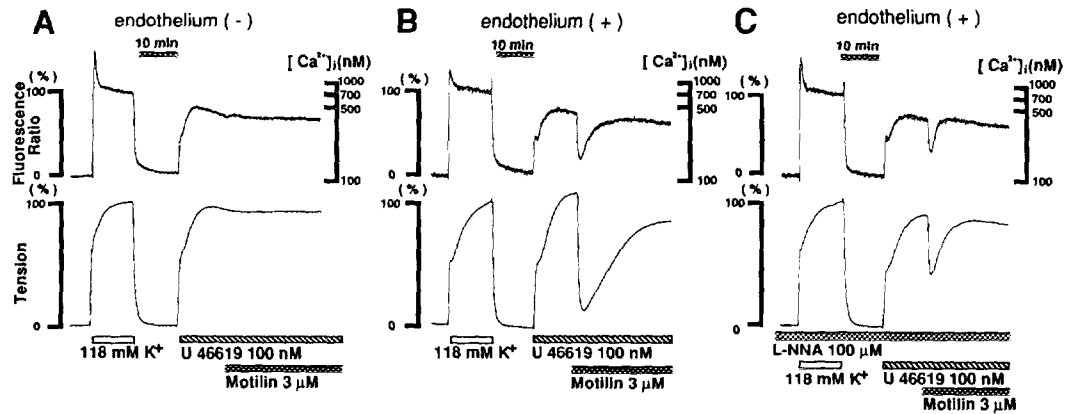 A
endothelium ( - )
10 min
[ Ca²⁺]i(nM)
(%)
100
0
Fluorescence
Ratio
1000
700
500
100
(%)
100
0
Tension
118 mM K⁺
U 46619 100 nM
Motilin 3 μM
B
endothelium ( + )
10 min
[ Ca²⁺]i(nM)
(%)
100
0
1000
700
500
100
(%)
100
0
118 mM K⁺
U 46619 100 nM
Motilin 3 μM
C
endothelium ( + )
10 min
[ Ca²⁺]i(nM)
(%)
100
0
1000
700
500
100
(%)
100
0
L-NNA 100 μM
118 mM K⁺
U 46619 100 nM
Motilin 3 μM